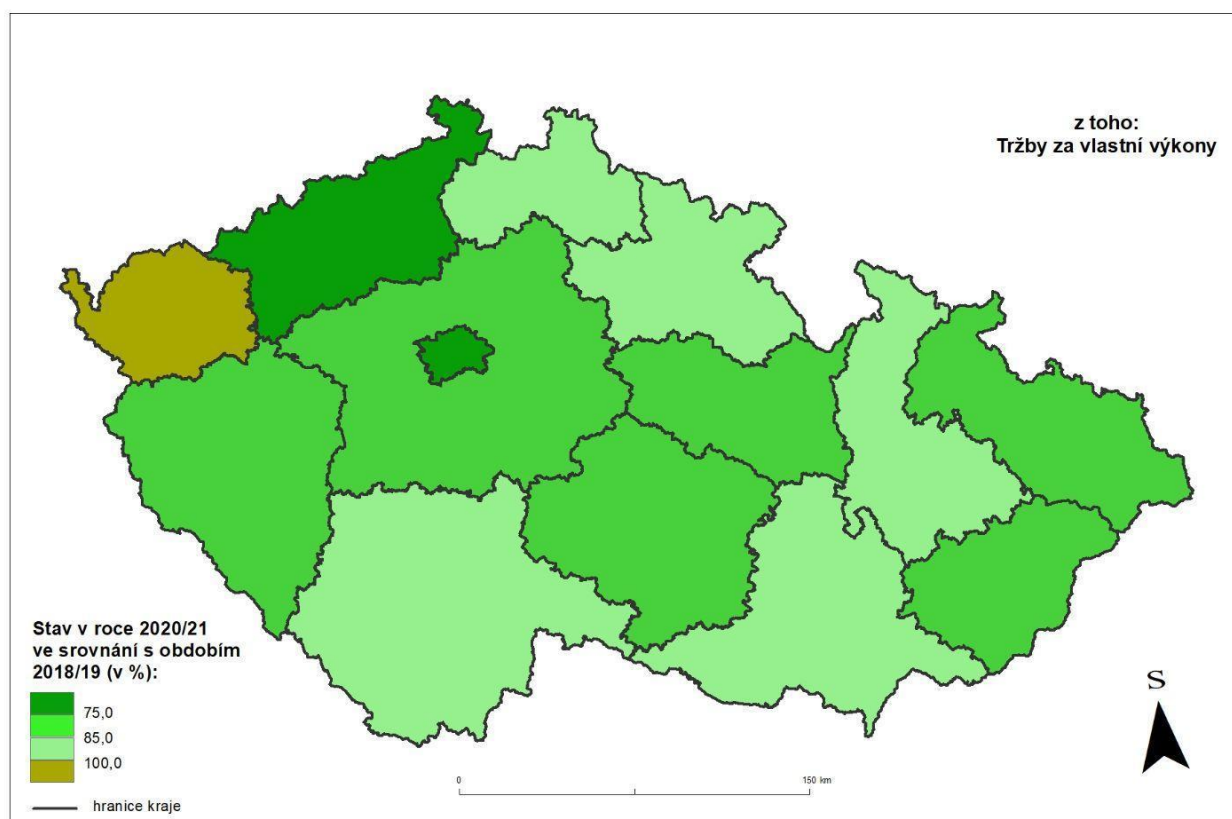 z toho:
Tržby za vlastní výkony
Stav v roce 2020/21
ve srovnání s obdobím
2018/19 (v %):
75,0
85,0
100,0
hranice kraje
0
150 km
S